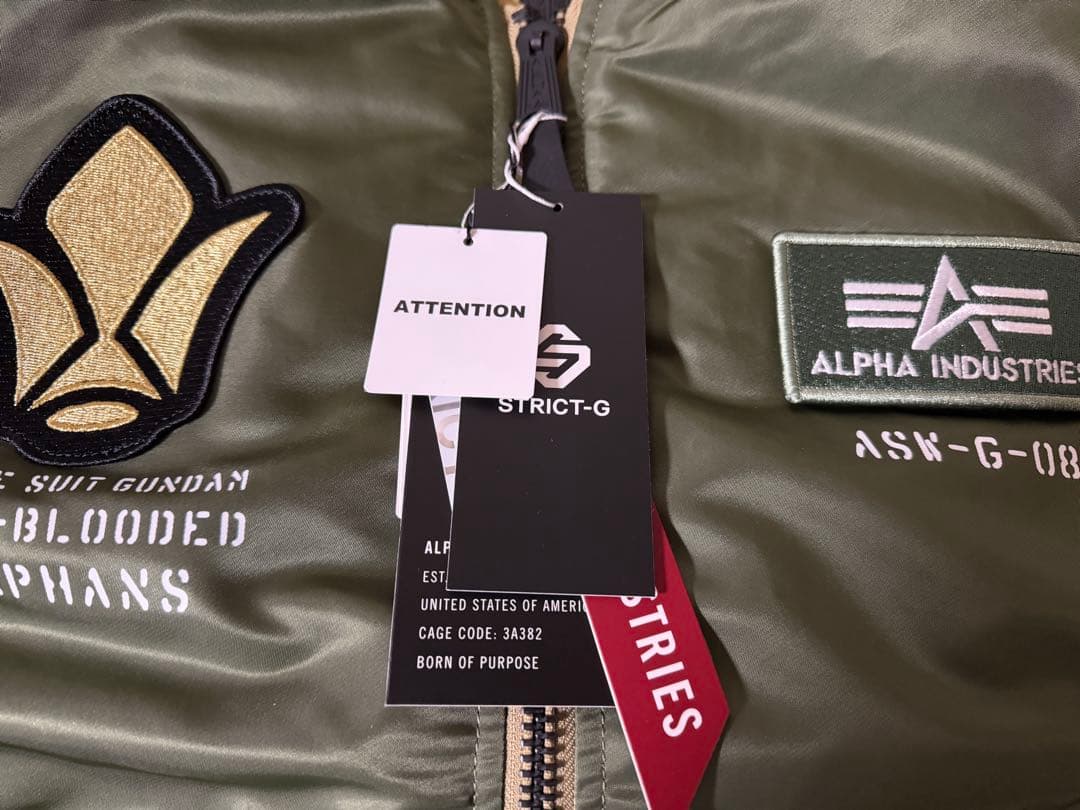 SUIT GUNDAM
-BLOODED
PHANS
ATTENTION
STRICT-G
ALP
EST.
UNITED STATES OF AMERIC
CAGE CODE: 3A382
BORN OF PURPOSE
STRIES
ALPHA INDUSTRIES
ASW-G-08